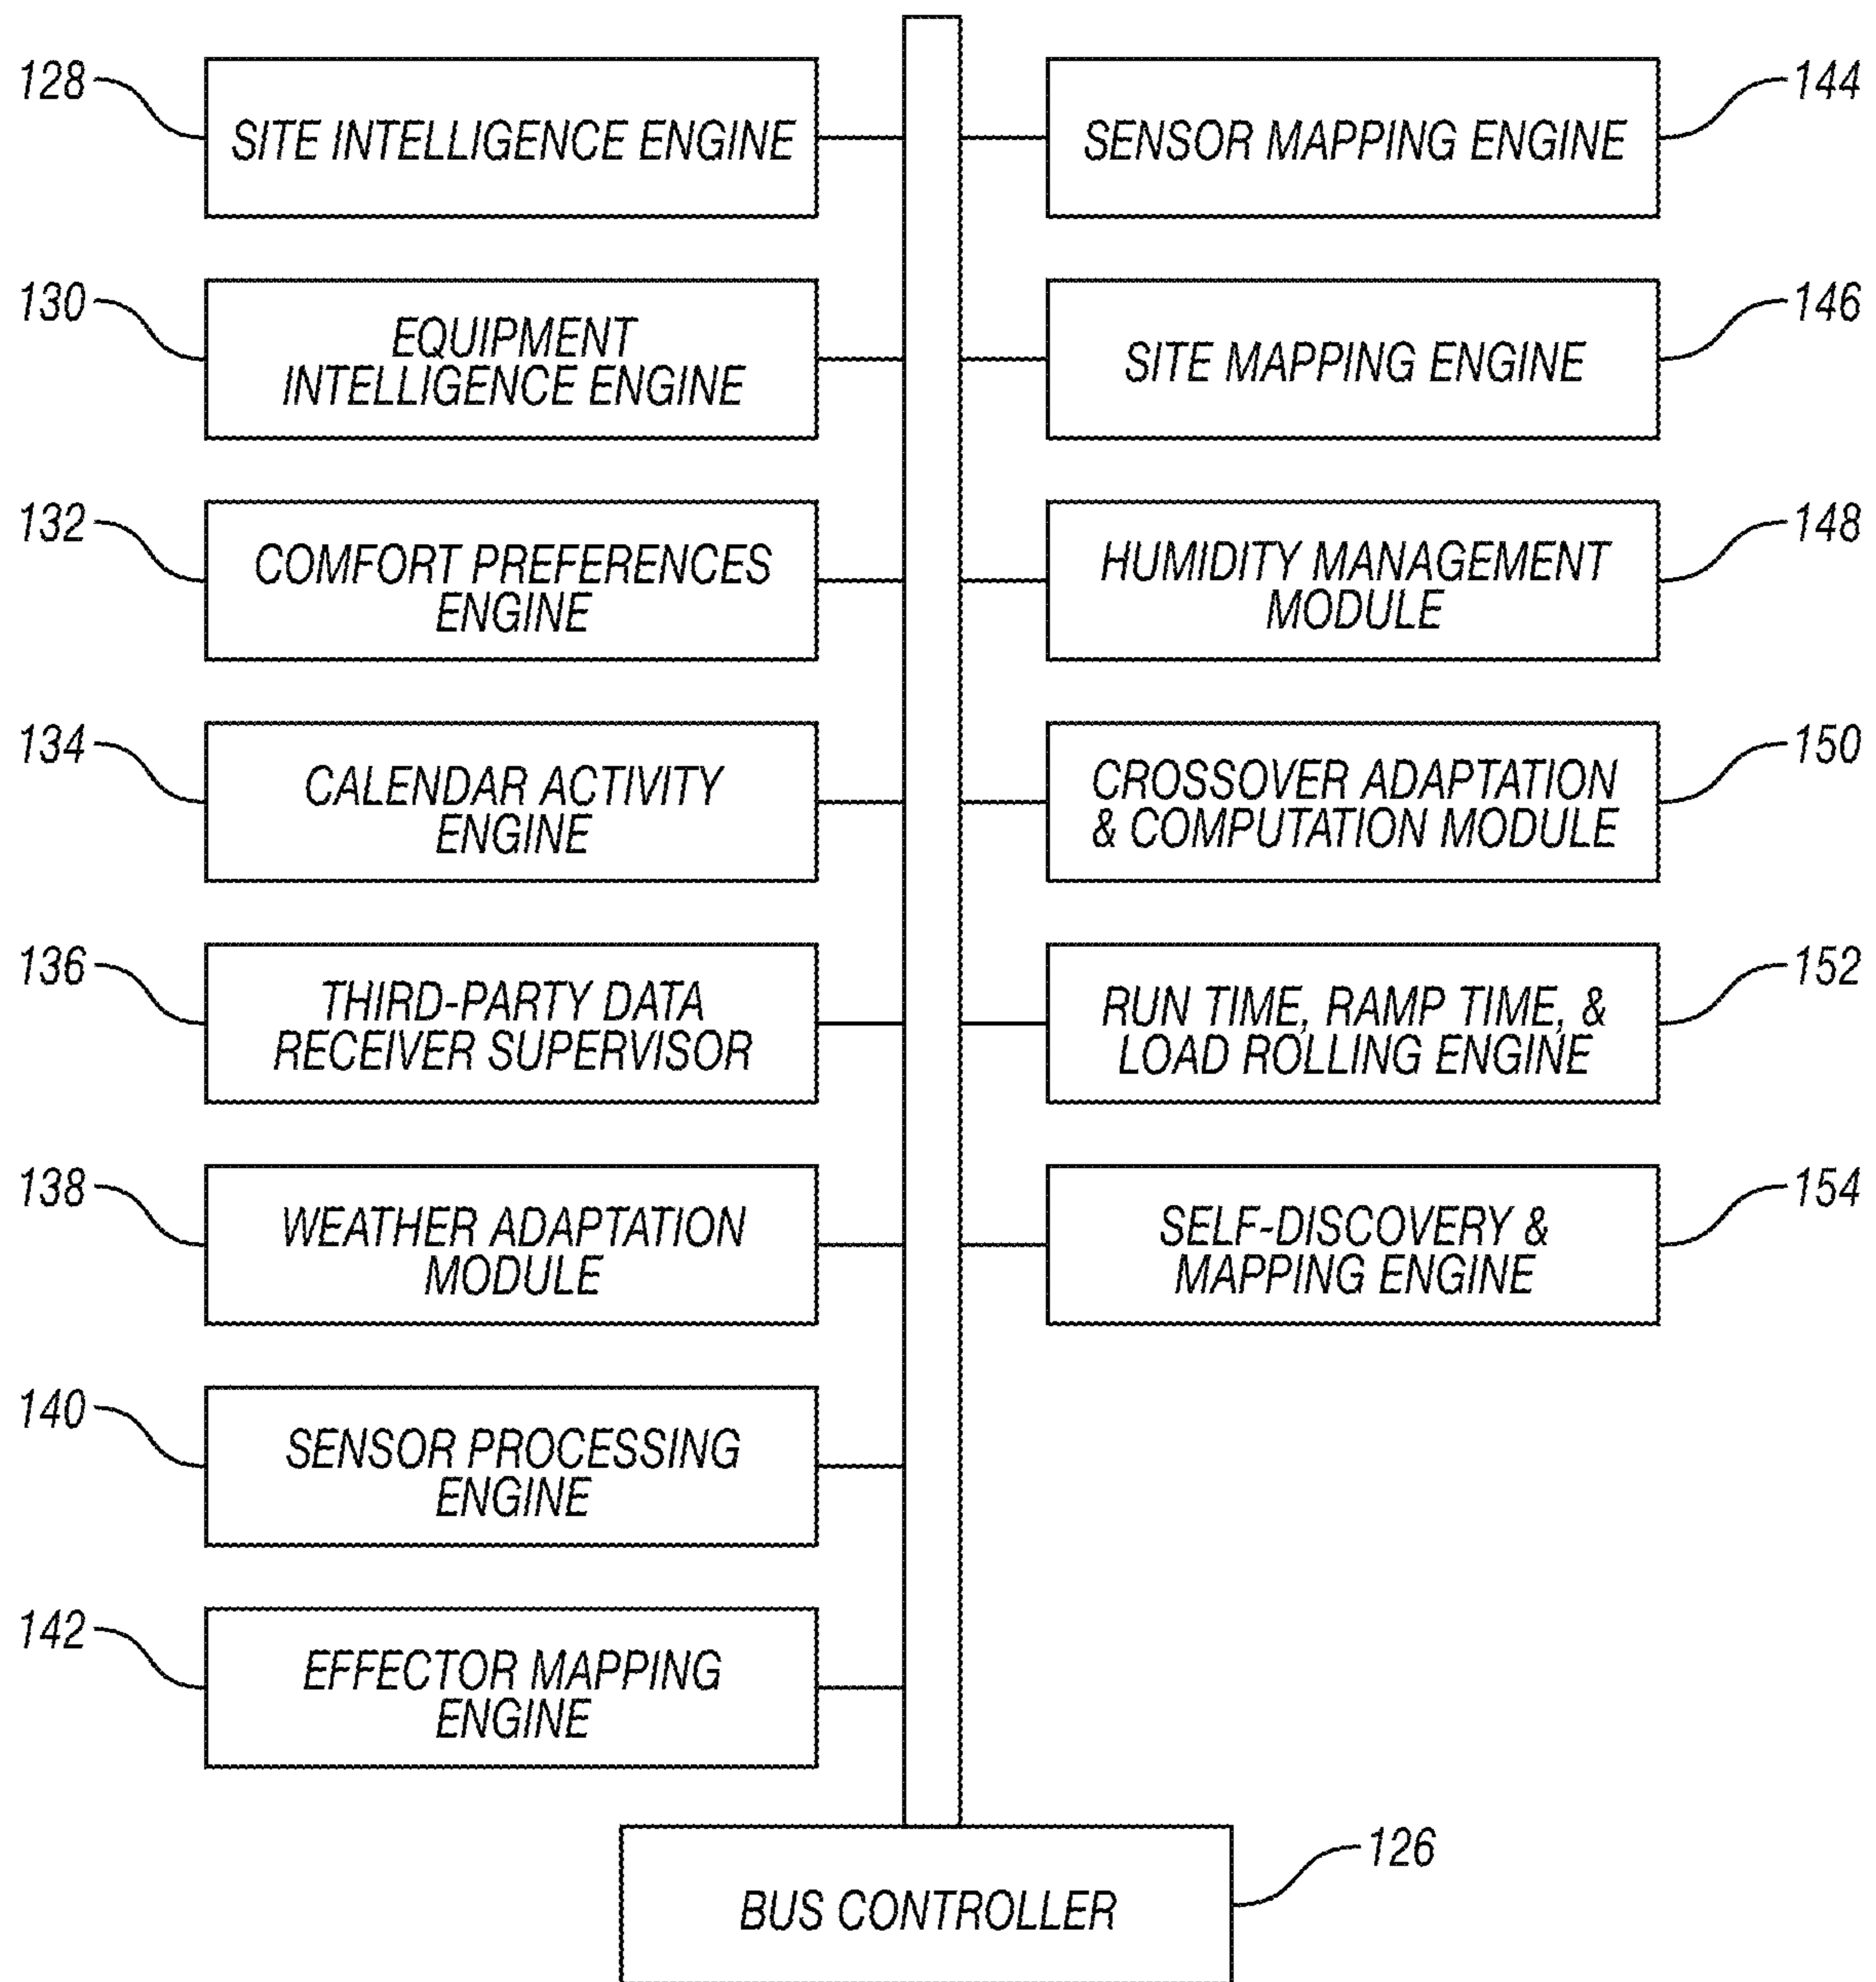 128
SITE INTELLIGENCE ENGINE
130
EQUIPMENT
INTELLIGENCE ENGINE
132
COMFORT PREFERENCES
ENGINE
134
CALENDAR ACTIVITY
ENGINE
136
THIRD-PARTY DATA
RECEIVER SUPERVISOR
138
WEATHER ADAPTATION
MODULE
140
SENSOR PROCESSING
ENGINE
142
EFFECTOR MAPPING
ENGINE
144
SENSOR MAPPING ENGINE
146
SITE MAPPING ENGINE
148
HUMIDITY MANAGEMENT
MODULE
150
CROSSOVER ADAPTATION
& COMPUTATION MODULE
152
RUN TIME, RAMP TIME, &
LOAD ROLLING ENGINE
154
SELF-DISCOVERY &
MAPPING ENGINE
126
BUS CONTROLLER